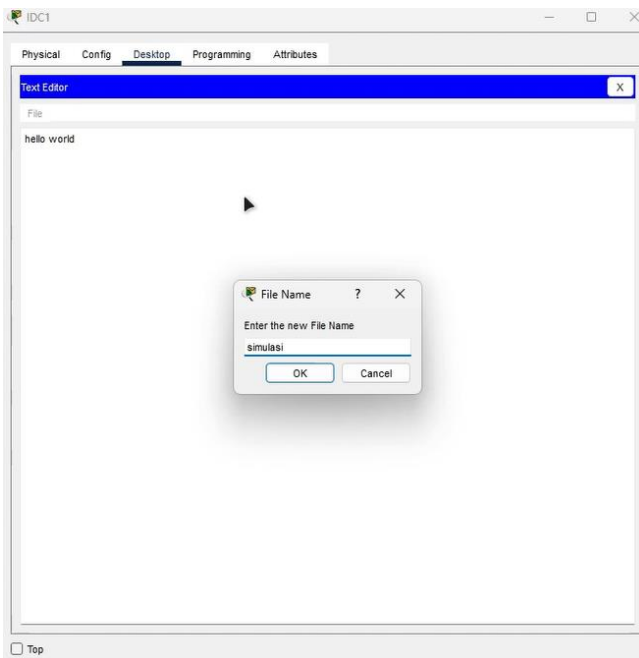 IDC1
Physical Config Desktop Programming Attributes
Text Editor X
File
hello world
File Name ?
Enter the new File Name
simulasi
OK Cancel
Top